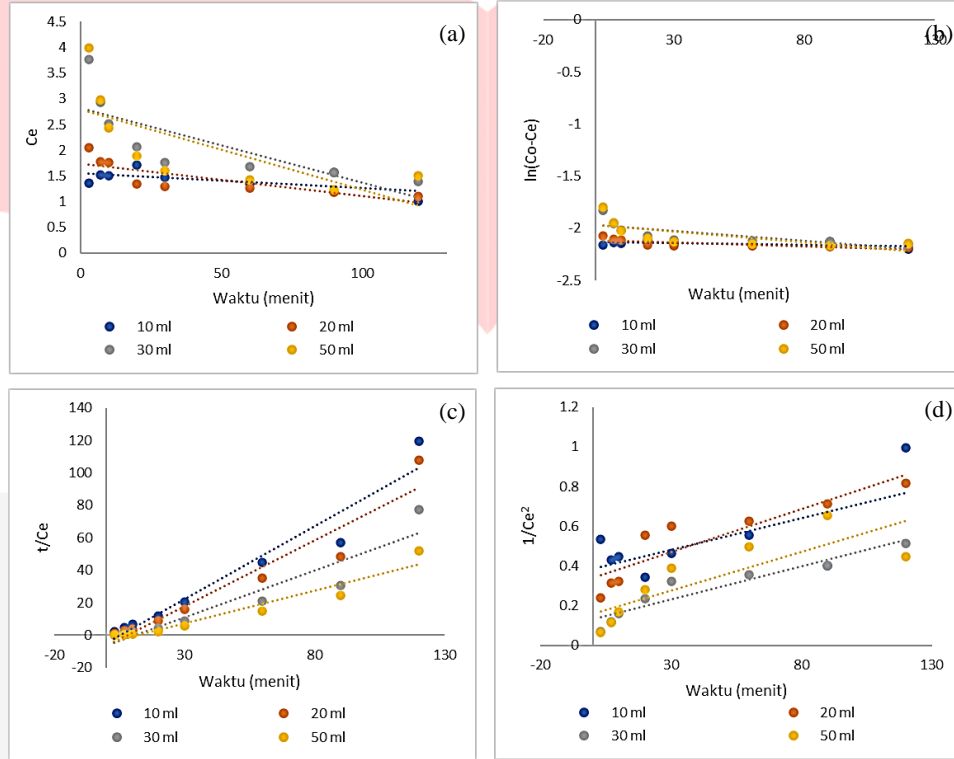 (a)
4.5
4
3.5
3
2.5
2
1.5
1
0.5
0
Ce
0 50 100
Waktu (menit)
10 ml 20 ml
30 ml 50 ml
(b)
0
-20 30 80 130
-0.5
-1
-1.5
-2
-2.5
ln(Co-Ce)
Waktu (menit)
10 ml 20 ml
30 ml 50 ml
(c)
140
120
100
80
60
40
20
0
-20
t/Ce
-20 30 80 130
Waktu (menit)
10 ml 20 ml
30 ml 50 ml
(d)
1.2
1
0.8
0.6
0.4
0.2
0
1/Ce²
-20 30 80 130
Waktu (menit)
10 ml 20 ml
30 ml 50 ml